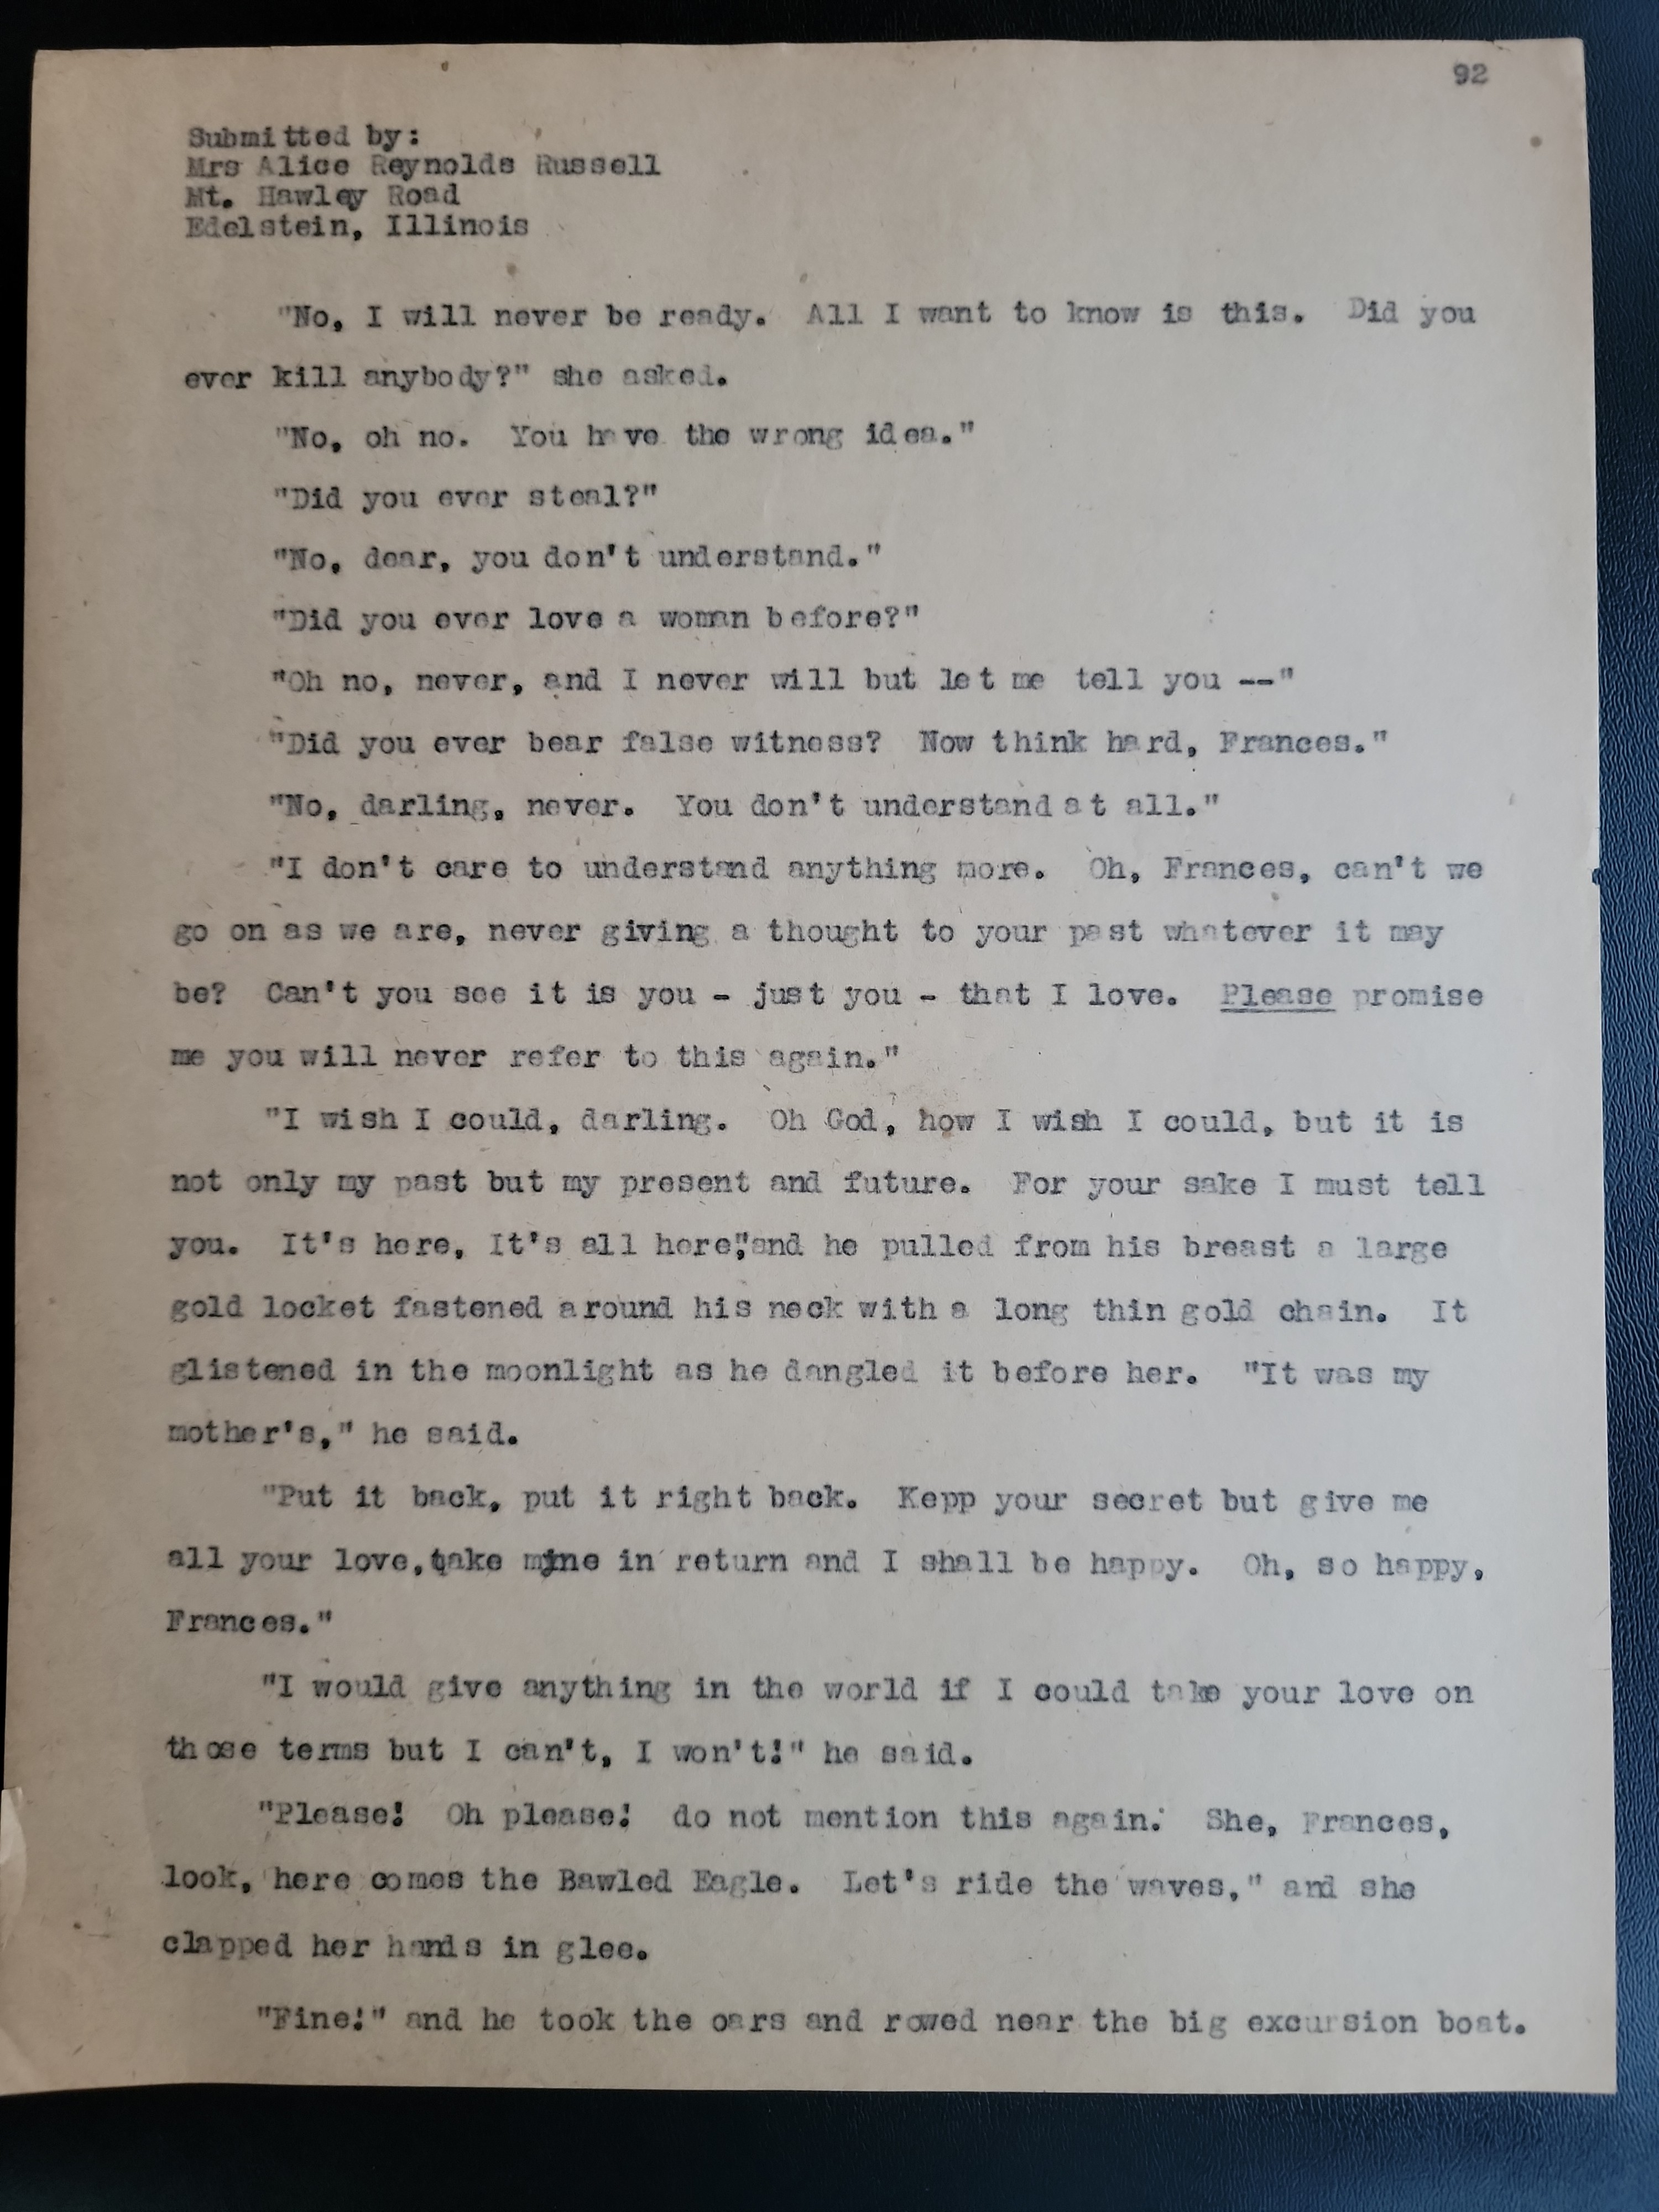 92
Submitted by:
Mrs Alice Reynolds Russell
Mt. Hawley Road
Edelstein, Illinois
"No, I will never be ready. All I want to know is this. Did you
ever kill anybody?" she asked.
"No, oh no. You have the wrong idea."
"Did you ever steal?"
"No, dear, you don't understand."
"Did you ever love a woman before?"
"Oh no, never, and I never will but let me tell you --"
"Did you ever bear false witness? Now think hard, Frances."
"No, darling, never. You don't understand at all."
"I don't care to understand anything more. Oh, Frances, can't we
go on as we are, never giving a thought to your past whatever it may
be? Can't you see it is you - just you - that I love. Please promise
me you will never refer to this again."
"I wish I could, darling. Oh God, how I wish I could, but it is
not only my past but my present and future. For your sake I must tell
you. It's here, It's all here," and he pulled from his breast a large
gold locket fastened around his neck with a long thin gold chain. It
glistened in the moonlight as he dangled it before her. "It was my
mother's," he said.
"Put it back, put it right back. Kepp your secret but give me
all your love, take mine in return and I shall be happy. Oh, so happy,
Frances."
"I would give anything in the world if I could take your love on
those terms but I can't, I won't!" he said.
"Please! Oh please! do not mention this again. She, Frances,
look, here comes the Bawled Eagle. Let's ride the waves," and she
clapped her hands in glee.
"Fine!" and he took the oars and rowed near the big excursion boat.